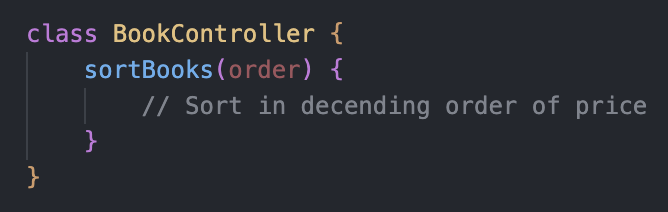 class BookController {
    sortBooks(order) {
        // Sort in decending order of price
    }
}